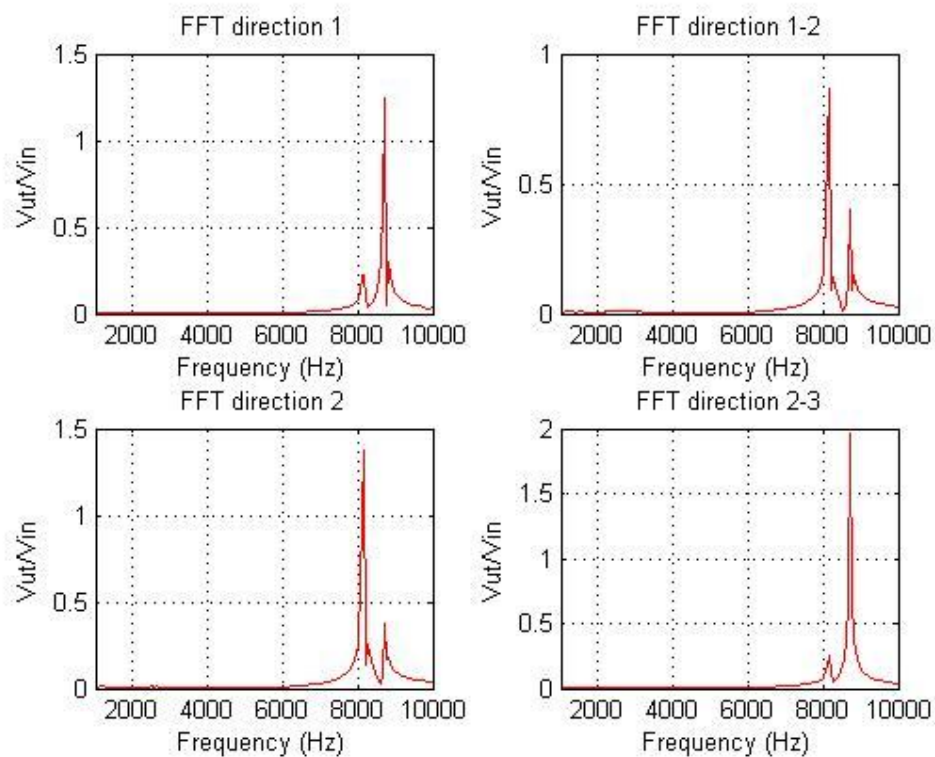 FFT direction 1
1.5
1
0.5
0
Vut/Vin
2000 4000 6000 8000 10000
Frequency (Hz)
FFT direction 1-2
1
0.5
0
Vut/Vin
2000 4000 6000 8000 10000
Frequency (Hz)
FFT direction 2
1.5
1
0.5
0
Vut/Vin
2000 4000 6000 8000 10000
Frequency (Hz)
FFT direction 2-3
2
1.5
1
0.5
0
Vut/Vin
2000 4000 6000 8000 10000
Frequency (Hz)